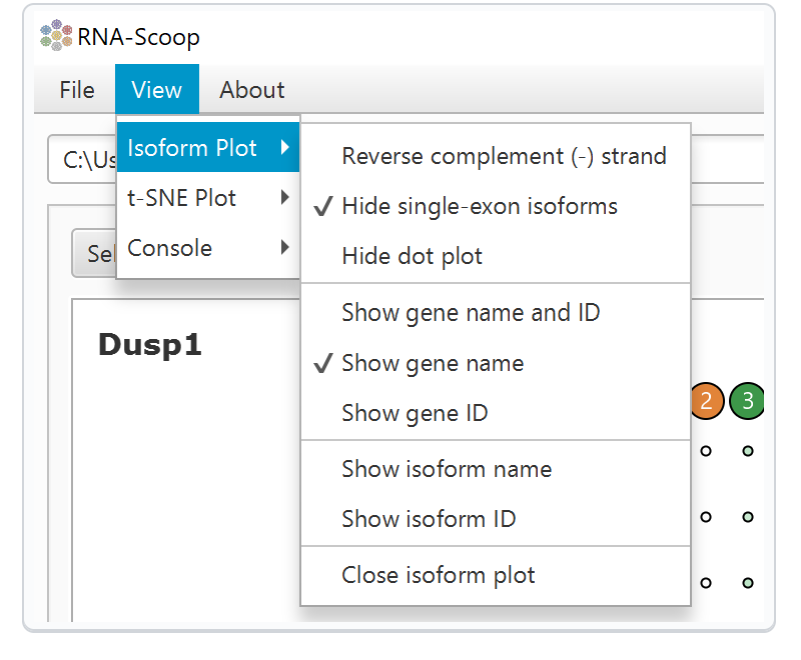 RNA-Scoop
File View About
C:\Us
Isoform Plot
t-SNE Plot
Console
Reverse complement (-) strand
Hide single-exon isoforms
Hide dot plot
Show gene name and ID
Show gene name
Show gene ID
Show isoform name
Show isoform ID
Close isoform plot
Sel
Dusp1
2 3